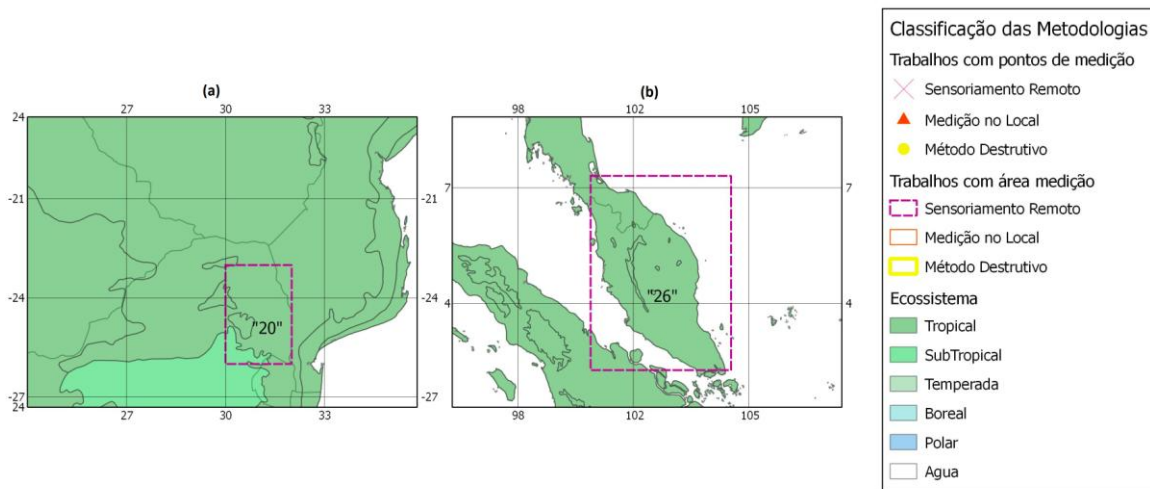 (a)
24
27
30
33
-21
-21
-24
-24
"20"
-27
-27
24
27
30
33
(b)
98
102
105
7
7
4
4
"26"
98
102
105
Classificação das Metodologias
Trabalhos com pontos de medição
Sensoriamento Remoto
Medição no Local
Método Destrutivo
Trabalhos com área medição
Sensoriamento Remoto
Medição no Local
Método Destrutivo
Ecossistema
Tropical
SubTropical
Temperada
Boreal
Polar
Agua